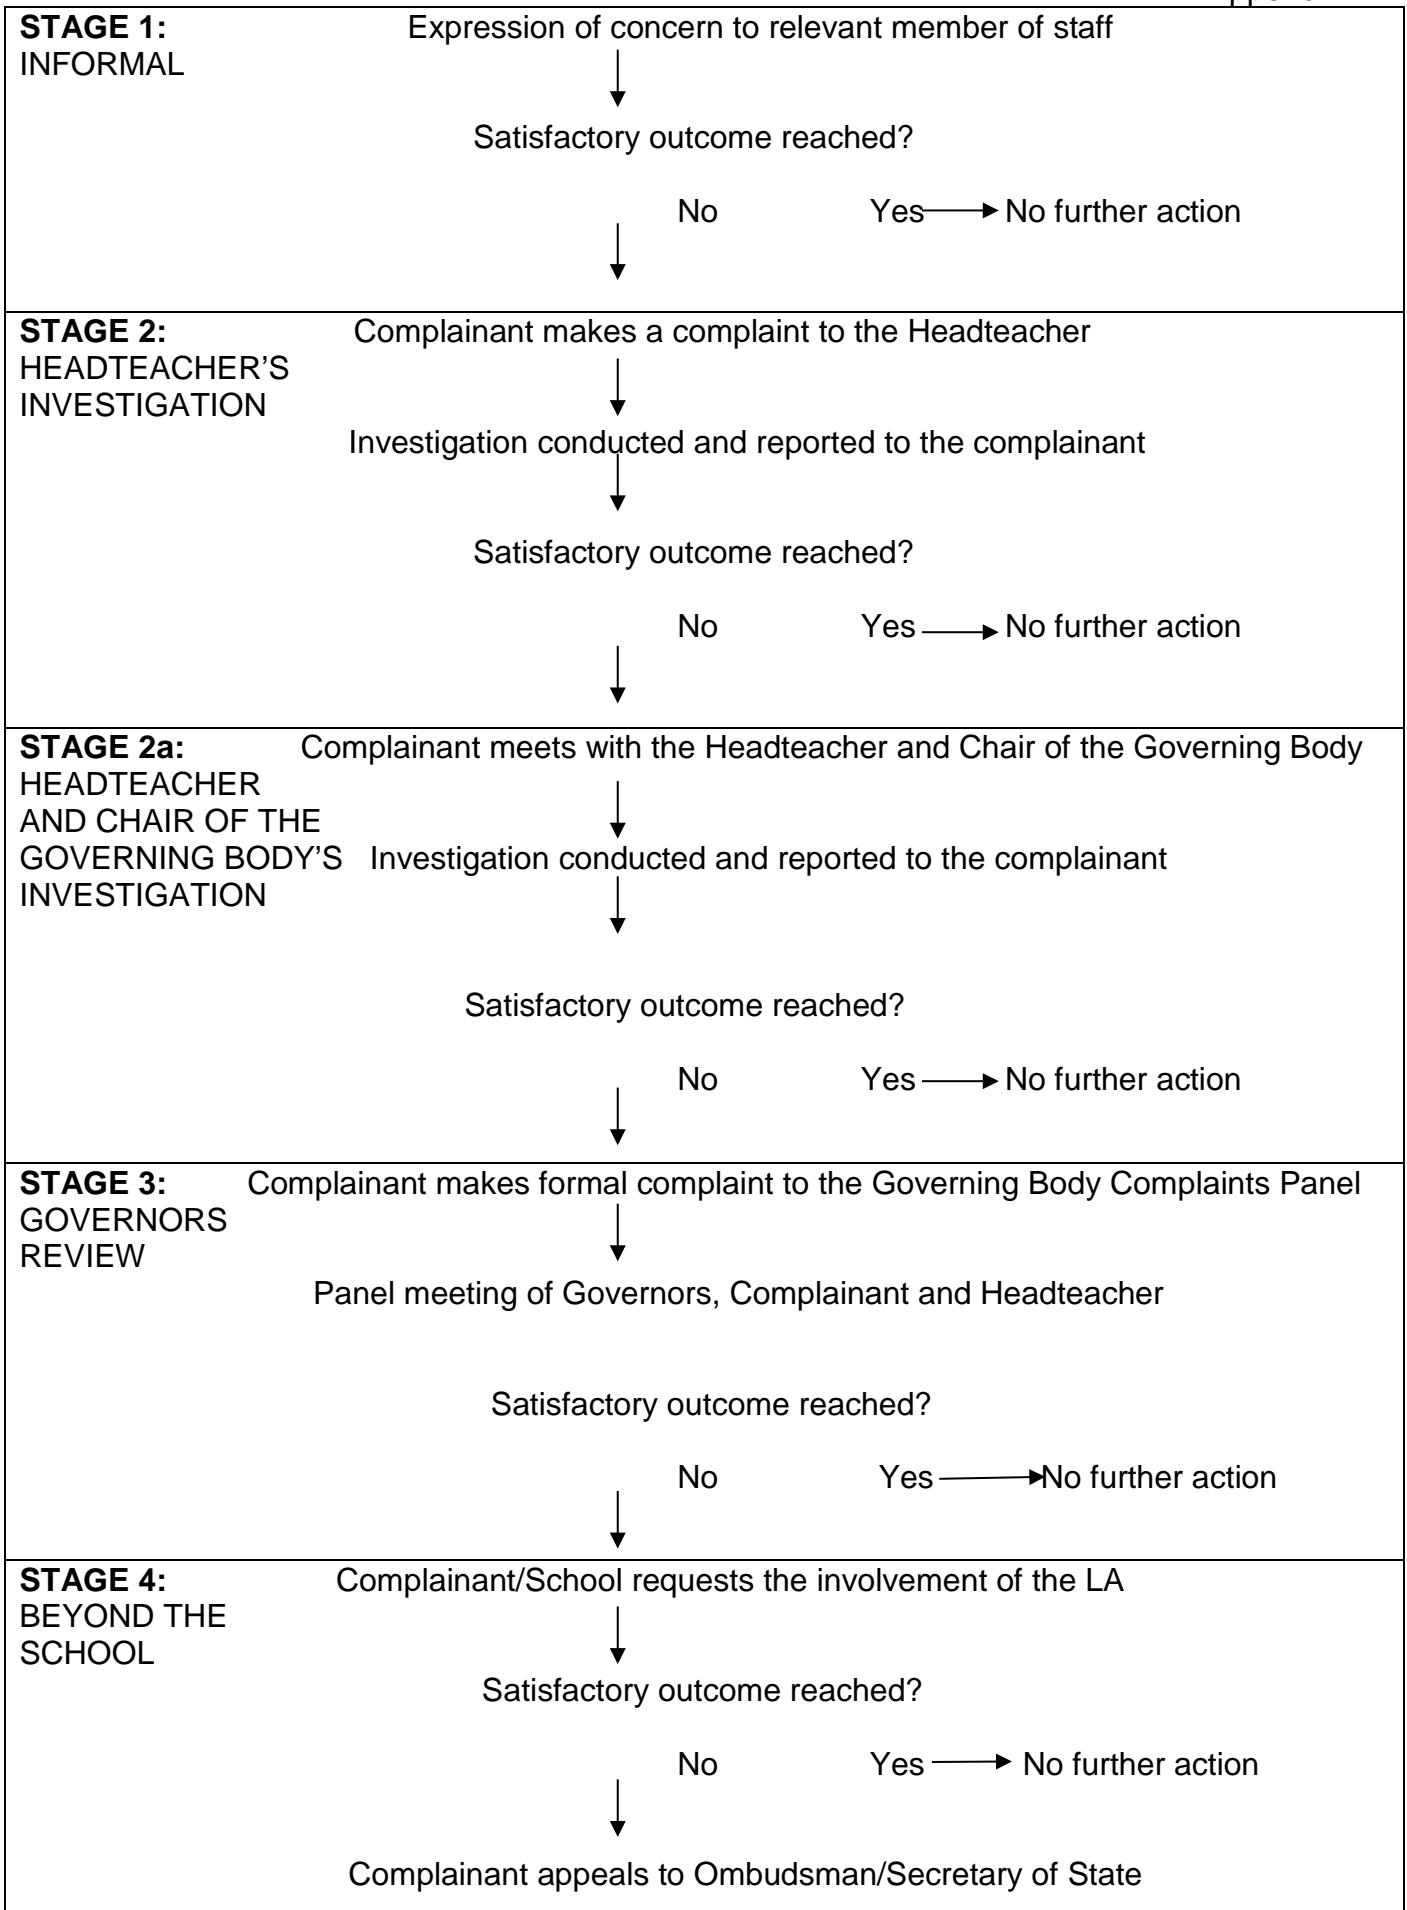 STAGE 1: Expression of concern to relevant member of staff
INFORMAL
Satisfactory outcome reached?
No Yes No further action
STAGE 2: Complainant makes a complaint to the Headteacher
HEADTEACHER’S
INVESTIGATION
Investigation conducted and reported to the complainant
Satisfactory outcome reached?
No Yes No further action
STAGE 2a: Complainant meets with the Headteacher and Chair of the Governing Body
HEADTEACHER
AND CHAIR OF THE
GOVERNING BODY’S Investigation conducted and reported to the complainant
INVESTIGATION
Satisfactory outcome reached?
No Yes No further action
STAGE 3: Complainant makes formal complaint to the Governing Body Complaints Panel
GOVERNORS
REVIEW
Panel meeting of Governors, Complainant and Headteacher
Satisfactory outcome reached?
No Yes No further action
STAGE 4: Complainant/School requests the involvement of the LA
BEYOND THE
SCHOOL
Satisfactory outcome reached?
No Yes No further action
Complainant appeals to Ombudsman/Secretary of State